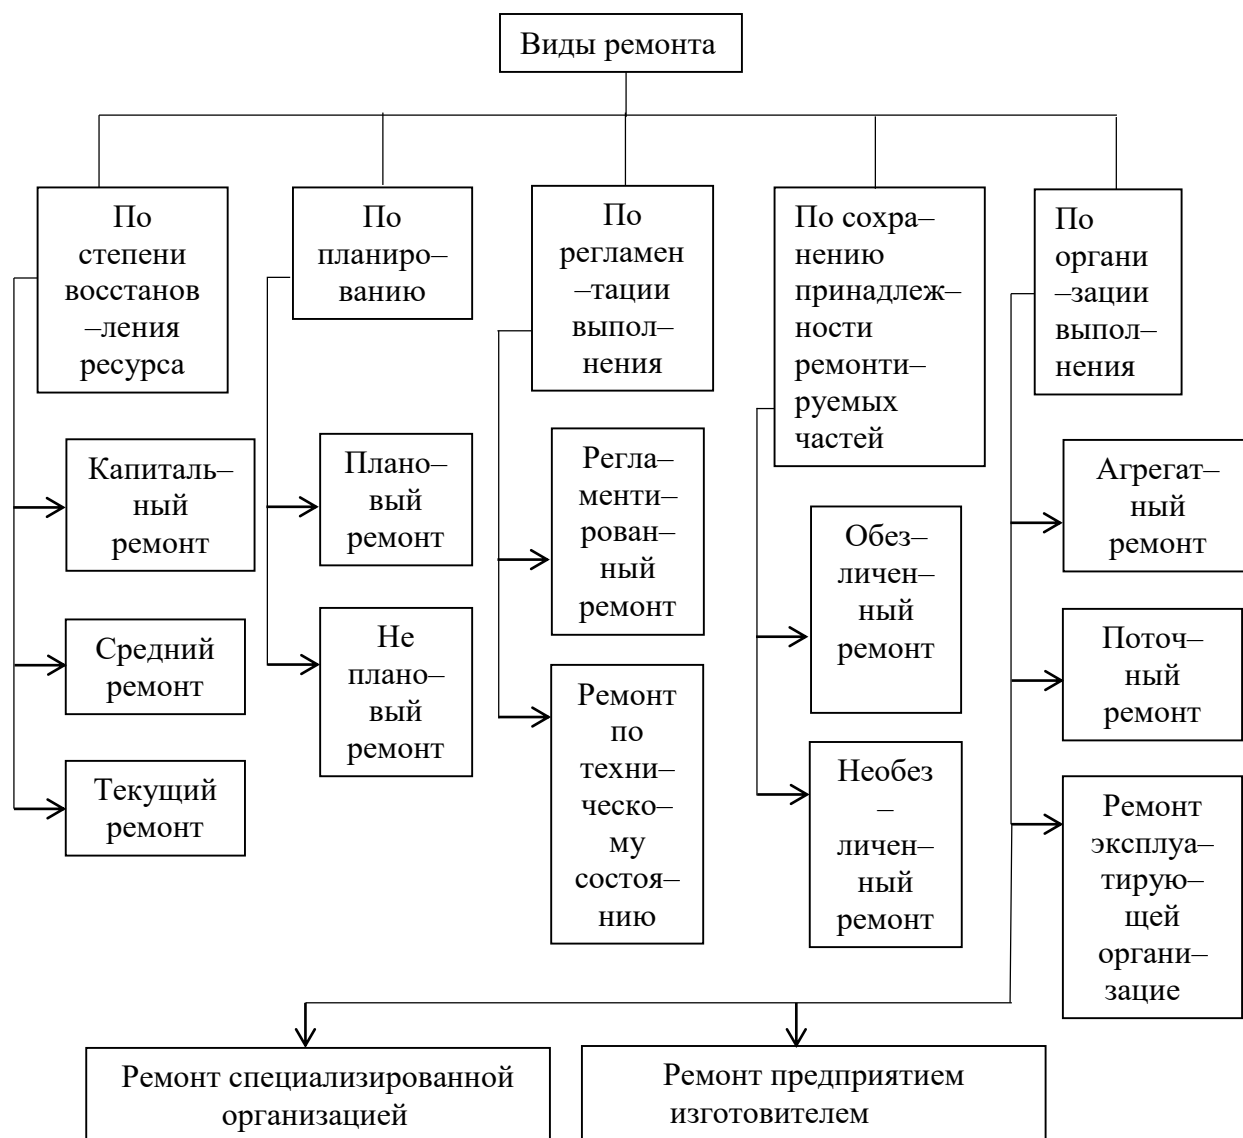 Виды ремонта
По
степени
восстанов
–ления
ресурса
По
планиро–
ванию
По
регламен
–тации
выпол–
нения
По сохра–
нению
принадлеж–
ности
ремонти–
руемых
частей
По
органи
–зации
выпол–
нения
Капиталь–
ный
ремонт
Средний
ремонт
Текущий
ремонт
Плано–
вый
ремонт
Не
плано–
вый
ремонт
Регла–
менти–
рован–
ный
ремонт
Ремонт
по
техни–
ческо–
му
состоя–
нию
Обез–
личен–
ный
ремонт
Необез
–
личен–
ный
ремонт
Агрегат–
ный
ремонт
Поточ–
ный
ремонт
Ремонт
эксплуа–
тирую–
щей
органи–
зацие
Ремонт специализированной
организацией
Ремонт предприятием
изготовителем